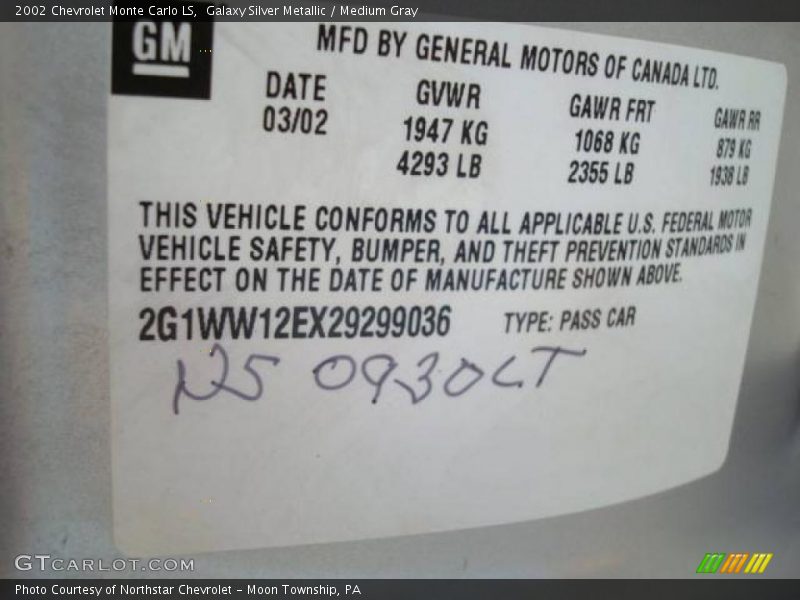 2002 Chevrolet Monte Carlo LS,  Galaxy Silver Metallic / Medium Gray
GM
MFD BY GENERAL MOTORS OF CANADA LTD.
DATE GVWR GAWR FRT GAWR RR
03/02 1947 KG 1068 KG 879 KG
4293 LB 2355 LB 1938 LB
THIS VEHICLE CONFORMS TO ALL APPLICABLE U.S. FEDERAL MOTOR
VEHICLE SAFETY, BUMPER, AND THEFT PREVENTION STANDARDS IN
EFFECT ON THE DATE OF MANUFACTURE SHOWN ABOVE.
2G1WW12EX29299036 TYPE: PASS CAR
0930LT
GTCARLOT.COM
Photo Courtesy of Northstar Chevrolet - Moon Township, PA